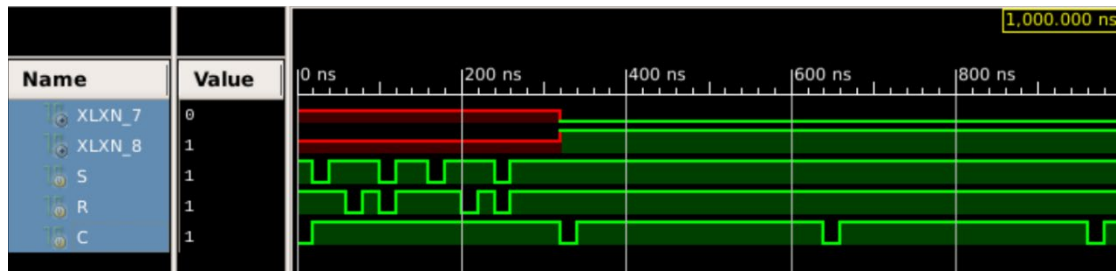 1,000.000 ns
Name Value 0 ns 200 ns 400 ns 600 ns 800 ns
XLXN_7 0
XLXN_8 1
S 1
R 1
C 1